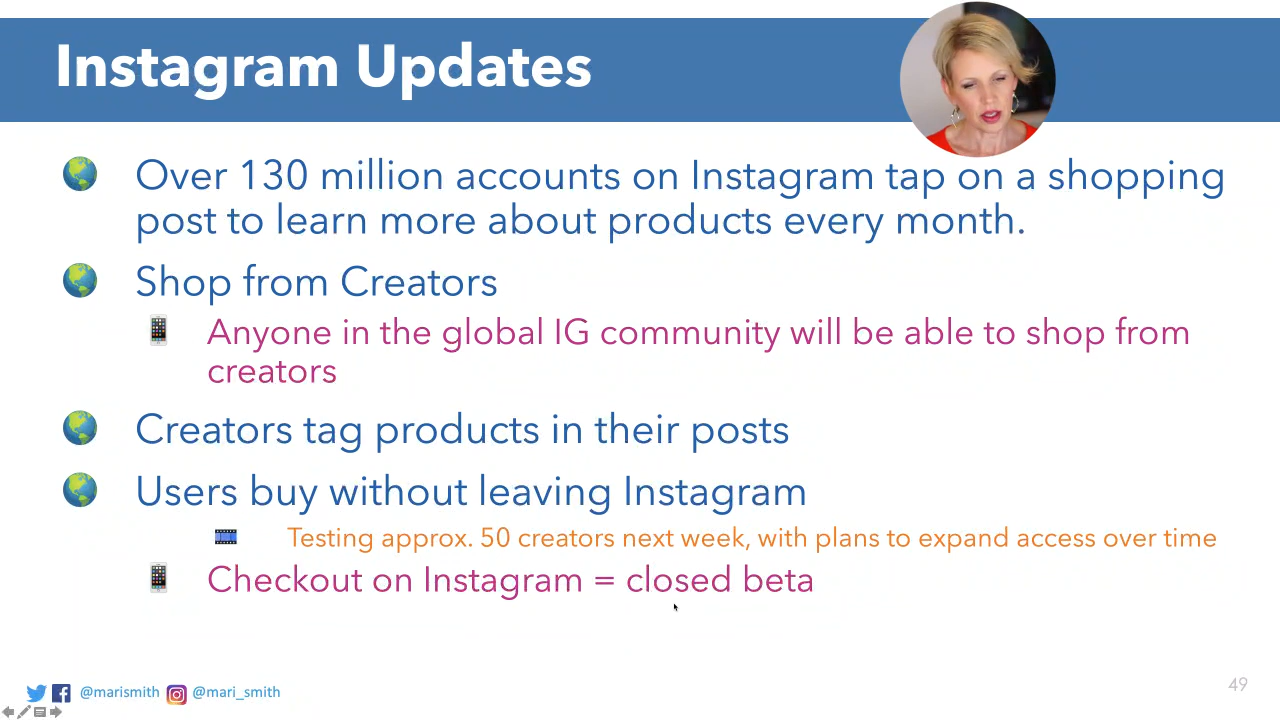 Instagram Updates
Over 130 million accounts on Instagram tap on a shopping
post to learn more about products every month.
Shop from Creators
Anyone in the global IG community will be able to shop from
creators
Creators tag products in their posts
Users buy without leaving Instagram
Testing approx. 50 creators next week, with plans to expand access over time
Checkout on Instagram = closed beta
@marismith @mari_smith
49